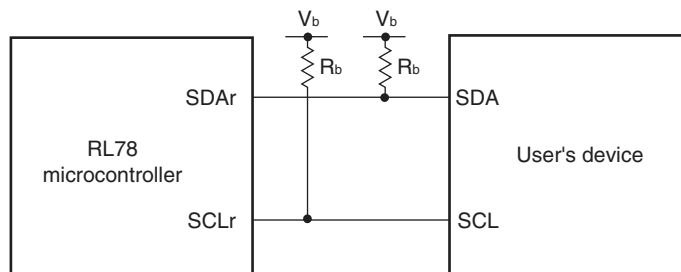 Vb Vb
Rb Rb
SDAr SDA
RL78
microcontroller
User's device
SCLr SCL